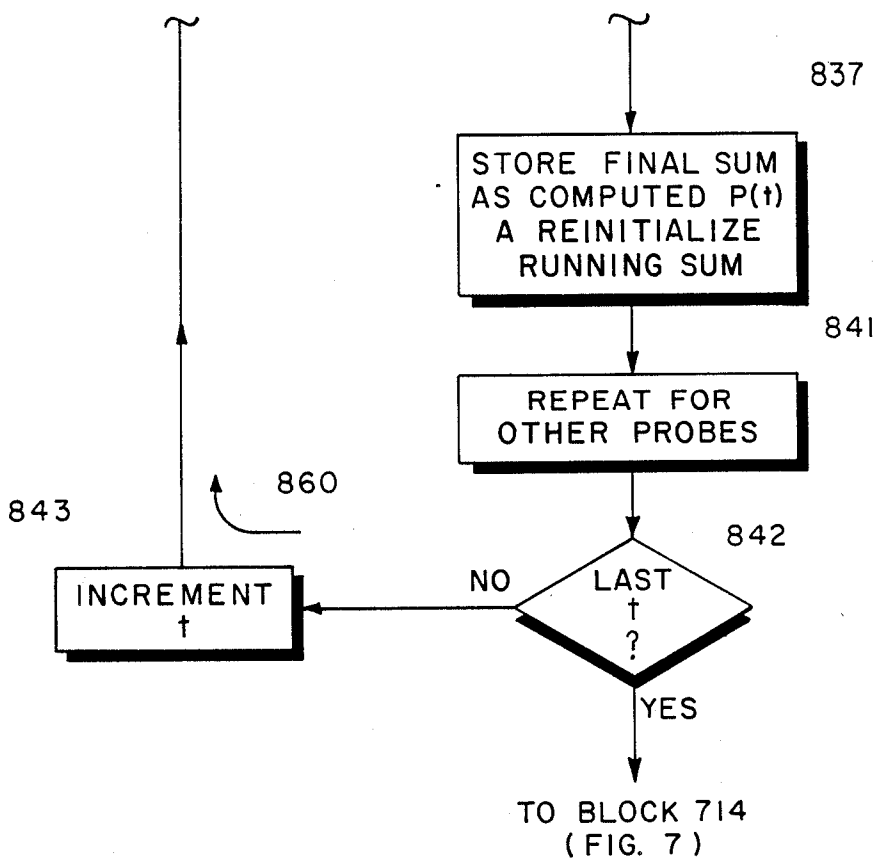 837
STORE FINAL SUM
AS COMPUTED P(t)
A REINITIALIZE
RUNNING SUM
841
REPEAT FOR
OTHER PROBES
842
LAST
t
?
NO
YES
860
843
INCREMENT
t
TO BLOCK 714
(FIG. 7)